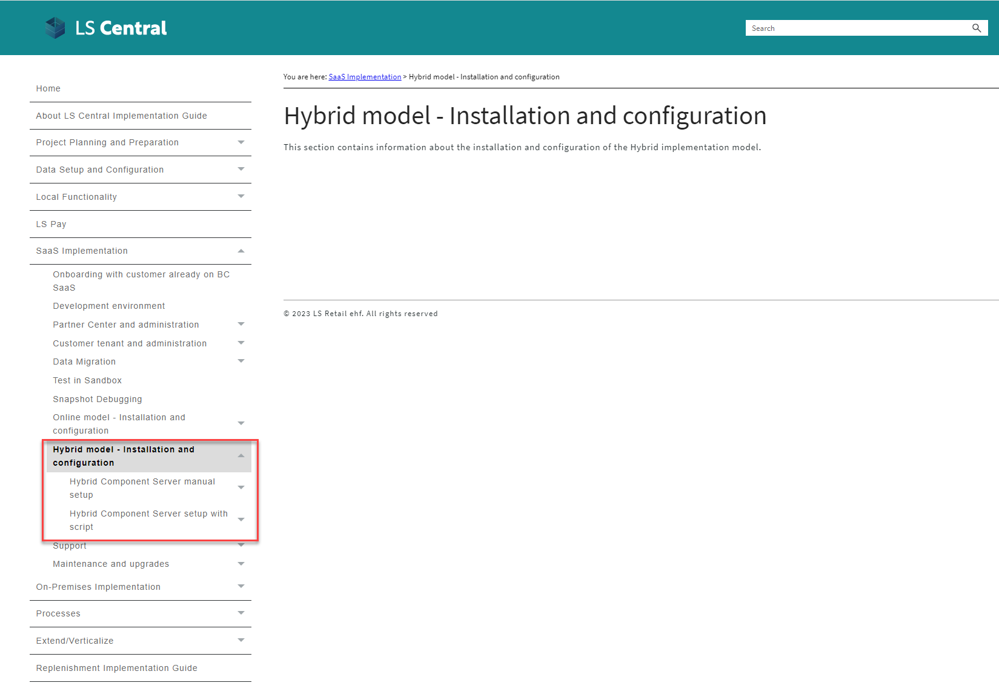 LS Central
Search
Home
About LS Central Implementation Guide
Project Planning and Preparation
Data Setup and Configuration
Local Functionality
LS Pay
SaaS Implementation
Onboarding with customer already on BC
SaaS
Development environment
Partner Center and administration
Customer tenant and administration
Data Migration
Test in Sandbox
Snapshot Debugging
Online model - Installation and
configuration
Hybrid model - Installation and
configuration
Hybrid Component Server manual
setup
Hybrid Component Server setup with
script
Support
Maintenance and upgrades
On-Premises Implementation
Processes
Extend/Verticalize
Replenishment Implementation Guide
You are here: SaaS Implementation > Hybrid model - Installation and configuration
Hybrid model - Installation and configuration
This section contains information about the installation and configuration of the Hybrid implementation model.
© 2023 LS Retail ehf. All rights reserved